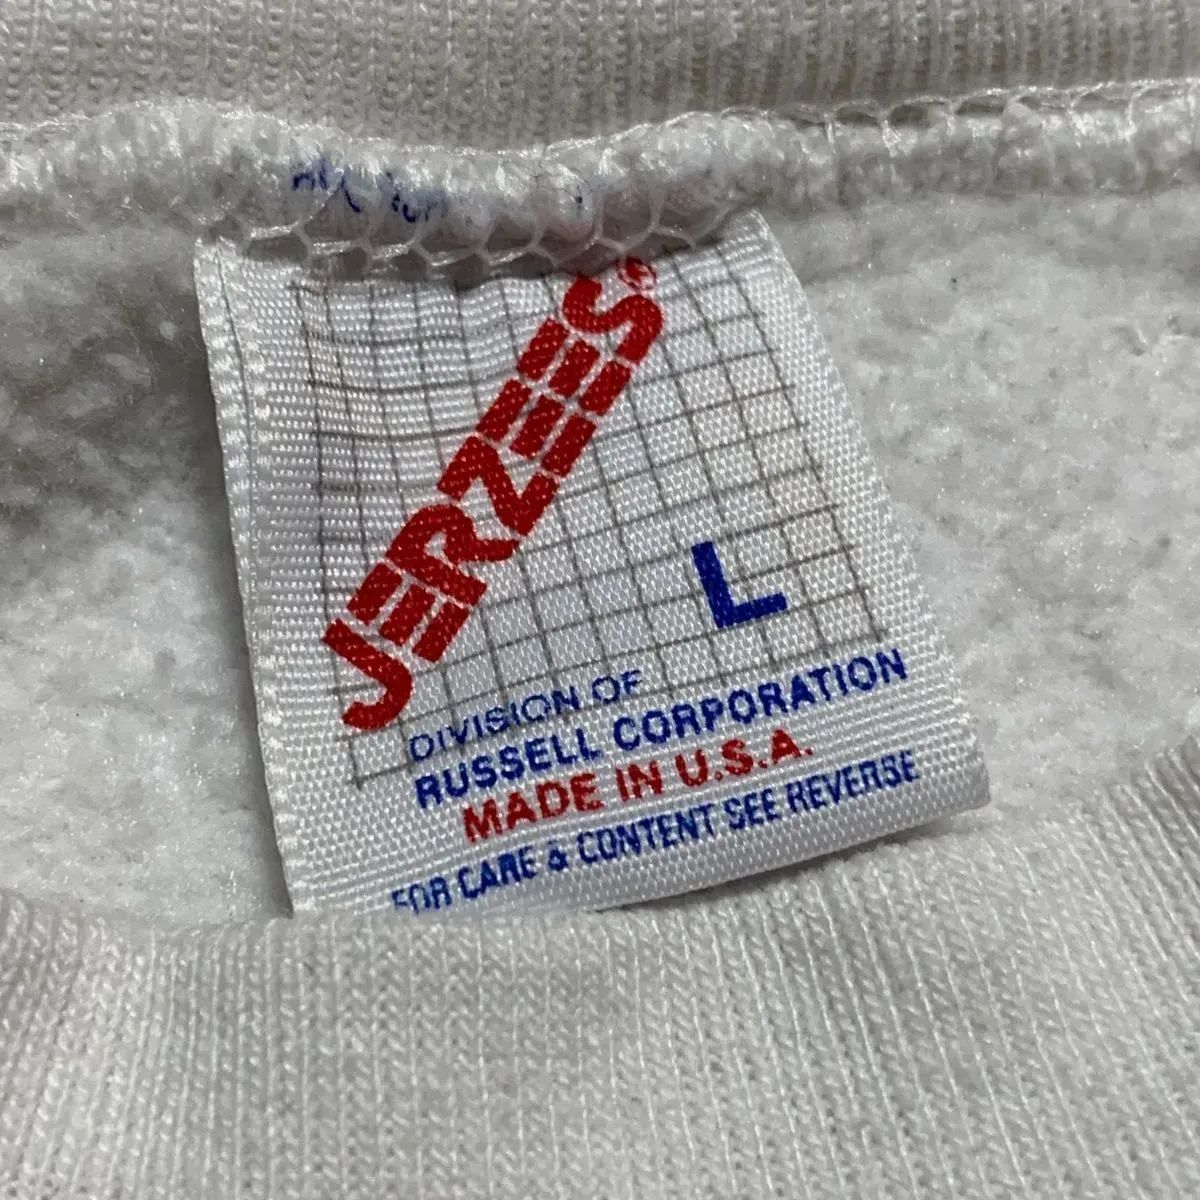 JERZEES®
L
DIVISION OF
RUSSELL CORPORATION
MADE IN U.S.A.
FOR CARE & CONTENT SEE REVERSE